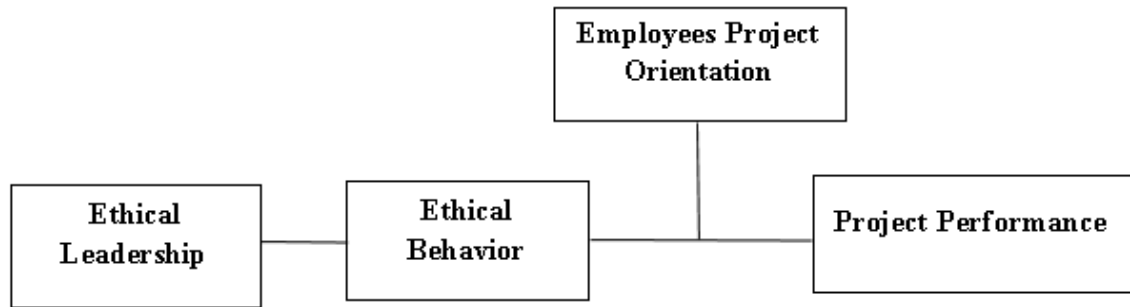 Employees Project
Orientation
Ethical
Leadership
Ethical
Behavior
Project Performance